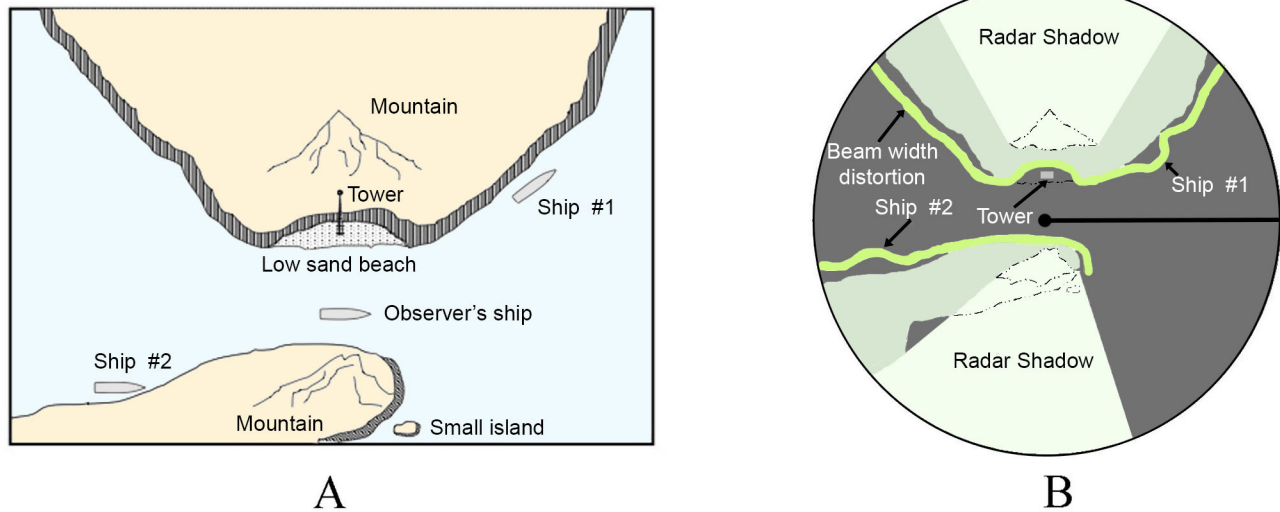 Mountain
Tower
Ship #1
Low sand beach
Observer's ship
Ship #2
Mountain
Small island
A
Radar Shadow
Beam width
distortion
Ship #1
Ship #2
Tower
Radar Shadow
B